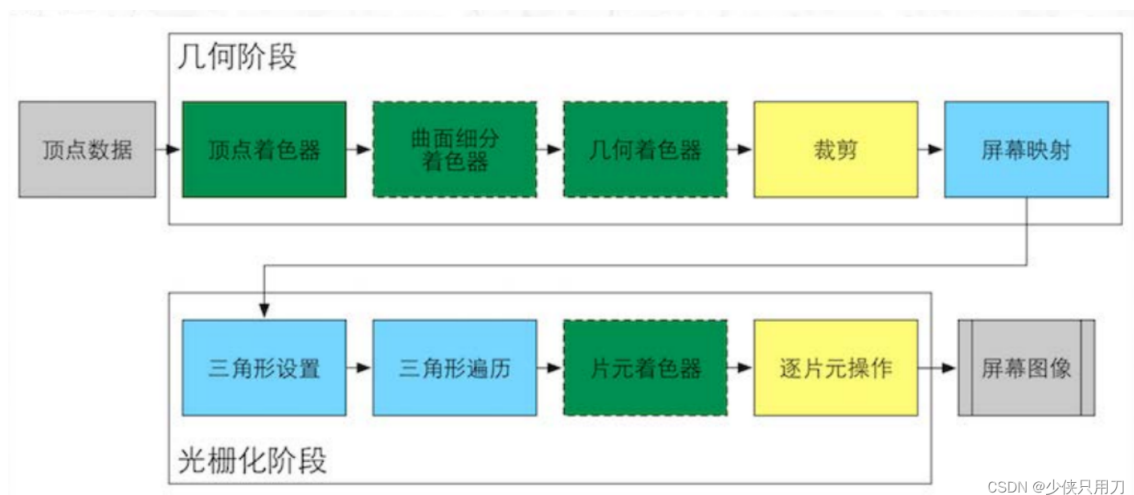 几何阶段
顶点数据
顶点着色器
曲面细分
着色器
几何着色器
裁剪
屏幕映射
三角形设置
三角形遍历
片元着色器
逐片元操作
屏幕图像
光栅化阶段
CSDN @少侠只用刀